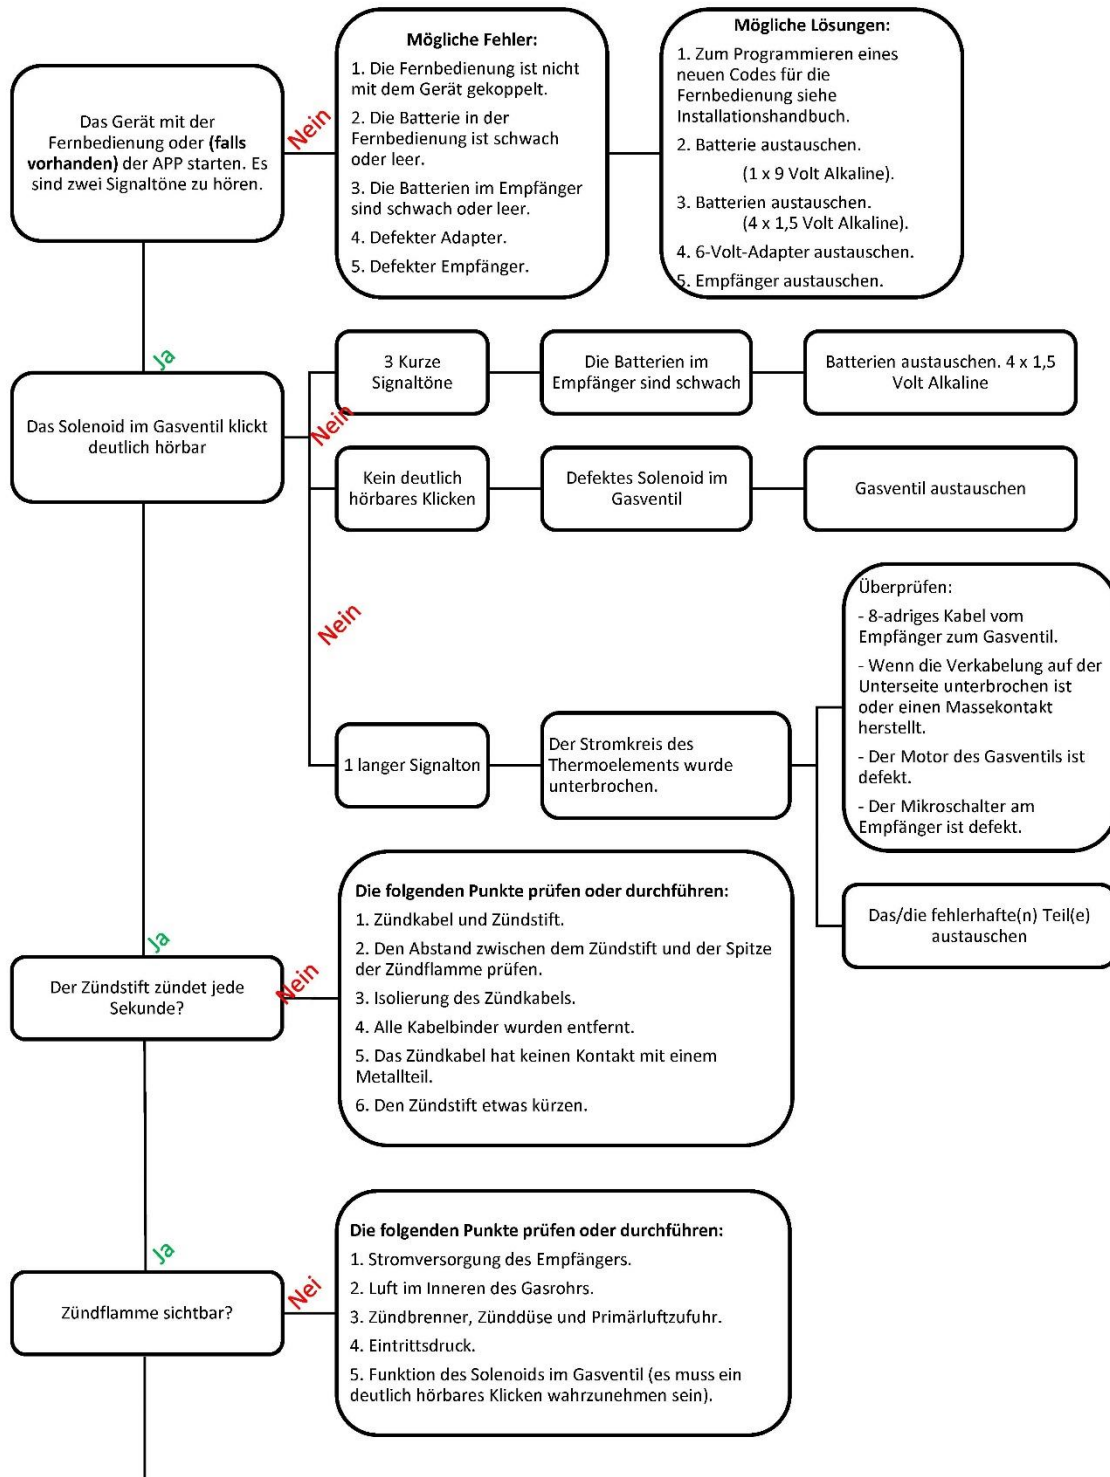 Das Gerät mit der
Fernbedienung oder (falls
vorhanden) der APP starten. Es
sind zwei Signaltöne zu hören.
Nein
Mögliche Fehler:
1. Die Fernbedienung ist nicht
mit dem Gerät gekoppelt.
2. Die Batterie in der
Fernbedienung ist schwach
oder leer.
3. Die Batterien im Empfänger
sind schwach oder leer.
4. Defekter Adapter.
5. Defekter Empfänger.
Mögliche Lösungen:
1. Zum Programmieren eines
neuen Codes für die
Fernbedienung siehe
Installationshandbuch.
2. Batterie austauschen.
(1 x 9 Volt Alkaline).
3. Batterien austauschen.
(4 x 1,5 Volt Alkaline).
4. 6-Volt-Adapter austauschen.
5. Empfänger austauschen.
Ja
Das Solenoid im Gasventil klickt
deutlich hörbar
Nein
3 Kurze
Signaltöne
Die Batterien im
Empfänger sind schwach
Batterien austauschen. 4 x 1,5
Volt Alkaline
Kein deutlich
hörbares Klicken
Defektes Solenoid im
Gasventil
Gasventil austauschen
Nein
1 langer Signalton
Der Stromkreis des
Thermoelements wurde
unterbrochen.
Überprüfen:
- 8-adriges Kabel vom
Empfänger zum Gasventil.
- Wenn die Verkabelung auf der
Unterseite unterbrochen ist
oder einen Massekontakt
herstellt.
- Der Motor des Gasventils ist
defekt.
- Der Mikroschalter am
Empfänger ist defekt.
Das/die fehlerhafte(n) Teil(e)
austauschen
Ja
Der Zündstift zündet jede
Sekunde?
Nein
Die folgenden Punkte prüfen oder durchführen:
1. Zündkabel und Zündstift.
2. Den Abstand zwischen dem Zündstift und der Spitze
der Zündflamme prüfen.
3. Isolierung des Zündkabels.
4. Alle Kabelbinder wurden entfernt.
5. Das Zündkabel hat keinen Kontakt mit einem
Metallteil.
6. Den Zündstift etwas kürzen.
Ja
Zündflamme sichtbar?
Nei
Die folgenden Punkte prüfen oder durchführen:
1. Stromversorgung des Empfängers.
2. Luft im Inneren des Gasrohrs.
3. Zündbrenner, Zünddüse und Primärluftzufuhr.
4. Eintrittsdruck.
5. Funktion des Solenoids im Gasventil (es muss ein
deutlich hörbares Klicken wahrzunehmen sein).